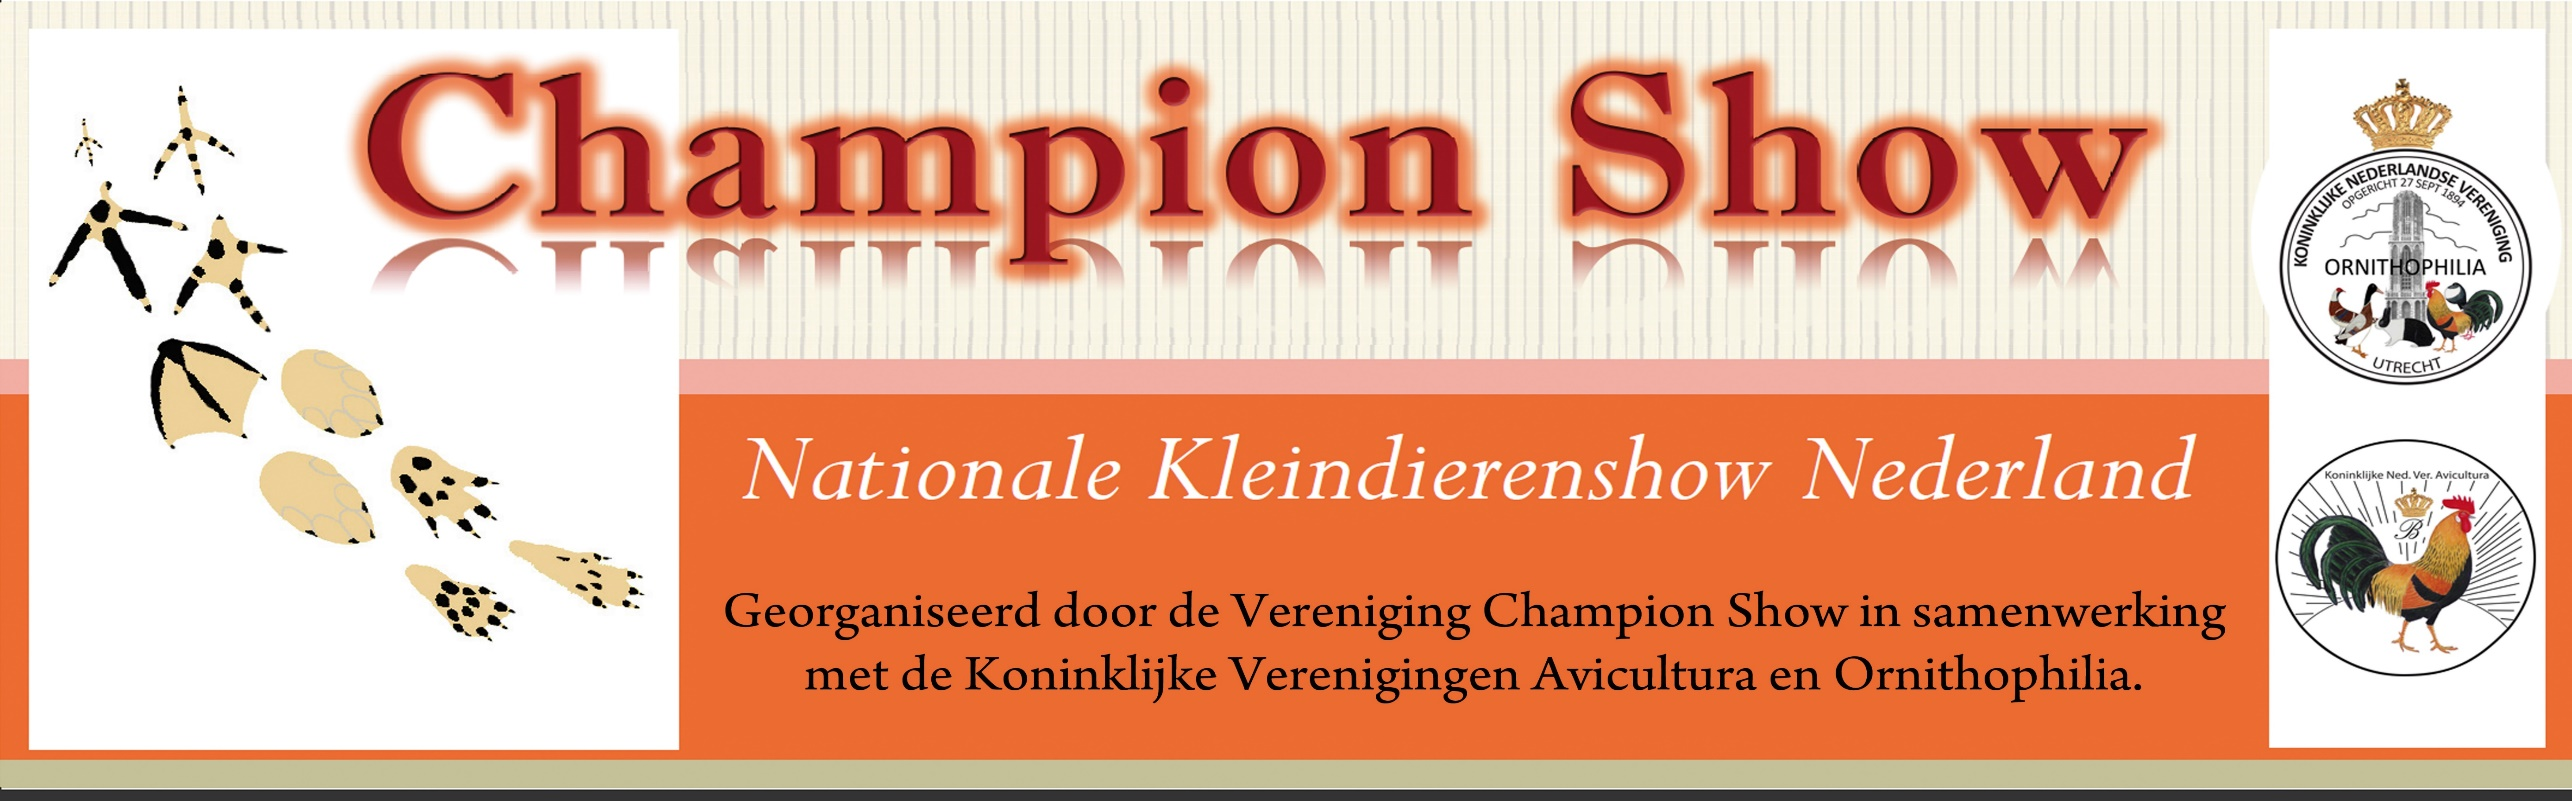 Champion Show
KONINKLIJKE NEDERLANDSE VERENIGING
OPGERICHT 27 SEPT 1894
ORNITHOPHILIA
UTRECHT
Nationale Kleindierenshow Nederland
Koninklijke Ned. Ver. Avicultura
B
Georganiseerd door de Vereniging Champion Show in samenwerking
met de Koninklijke Verenigingen Avicultura en Ornithophilia.